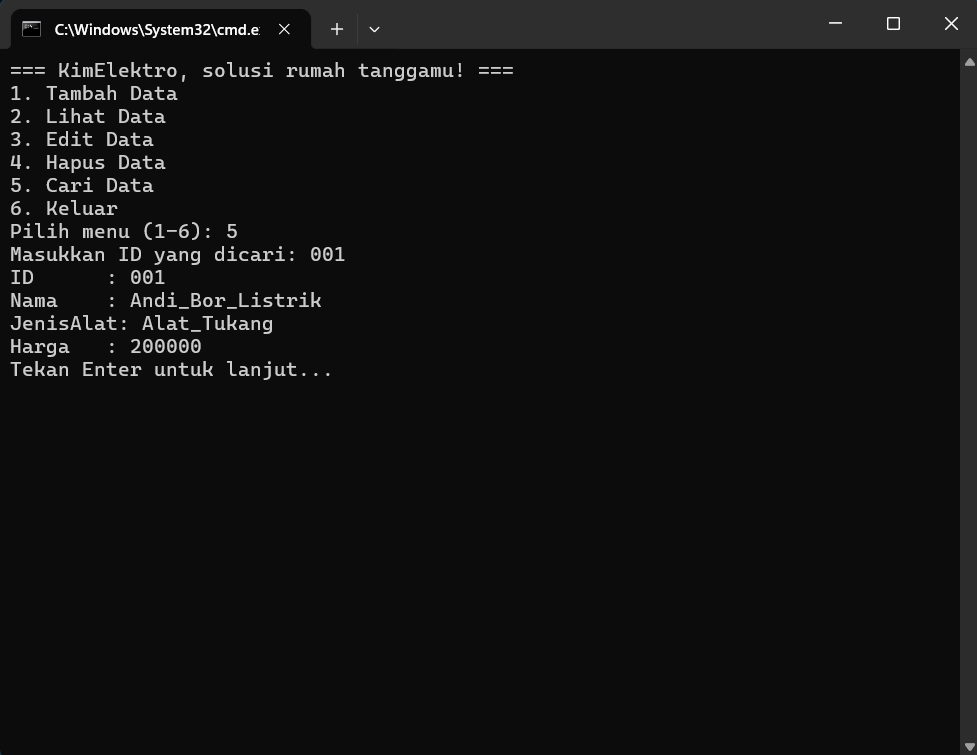 C:\Windows\System32\cmd.e
=== KimElektro, solusi rumah tanggamu! ===
1. Tambah Data
2. Lihat Data
3. Edit Data
4. Hapus Data
5. Cari Data
6. Keluar
Pilih menu (1-6): 5
Masukkan ID yang dicari: 001
ID      : 001
Nama    : Andi_Bor_Listrik
JenisAlat: Alat_Tukang
Harga   : 200000
Tekan Enter untuk lanjut...